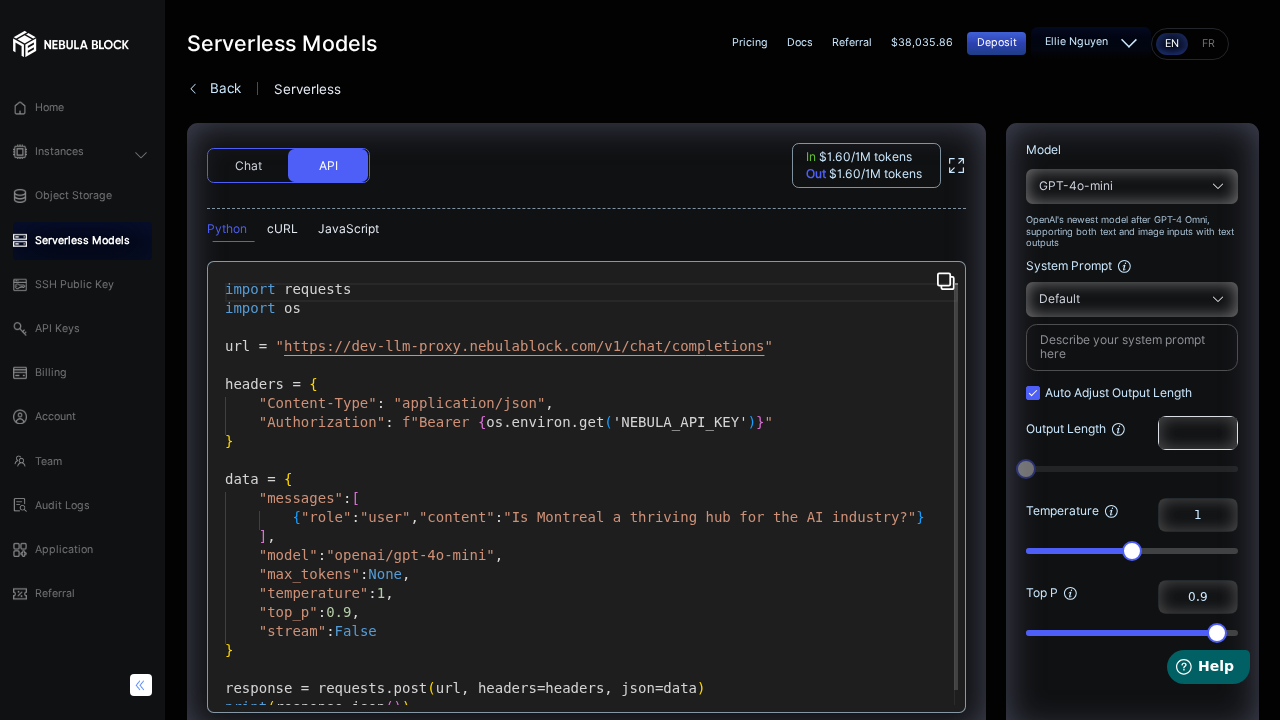 NEBULA BLOCK
Home
Instances
Object Storage
Serverless Models
SSH Public Key
API Keys
Billing
Account
Team
Audit Logs
Application
Referral
Serverless Models
Pricing
Docs
Referral
$38,035.86
Deposit
Ellie Nguyen
EN
FR
Back
Serverless
Chat
API
In $1.60/1M tokens
Out $1.60/1M tokens
Python
cURL
JavaScript
import requests
import os
url = "https://dev-llm-proxy.nebulablock.com/v1/chat/completions"
headers = {
    "Content-Type": "application/json",
    "Authorization": f"Bearer {os.environ.get('NEBULA_API_KEY')}"
}
data = {
    "messages":[
        {"role":"user","content":"Is Montreal a thriving hub for the AI industry?"}
    ],
    "model":"openai/gpt-4o-mini",
    "max_tokens":None,
    "temperature":1,
    "top_p":0.9,
    "stream":False
}
response = requests.post(url, headers=headers, json=data)
print(response.json())
Model
GPT-4o-mini
OpenAI's newest model after GPT-4 Omni,
supporting both text and image inputs with text
outputs
System Prompt
Default
Describe your system prompt
here
Auto Adjust Output Length
Output Length
Temperature
1
Top P
0.9
Help